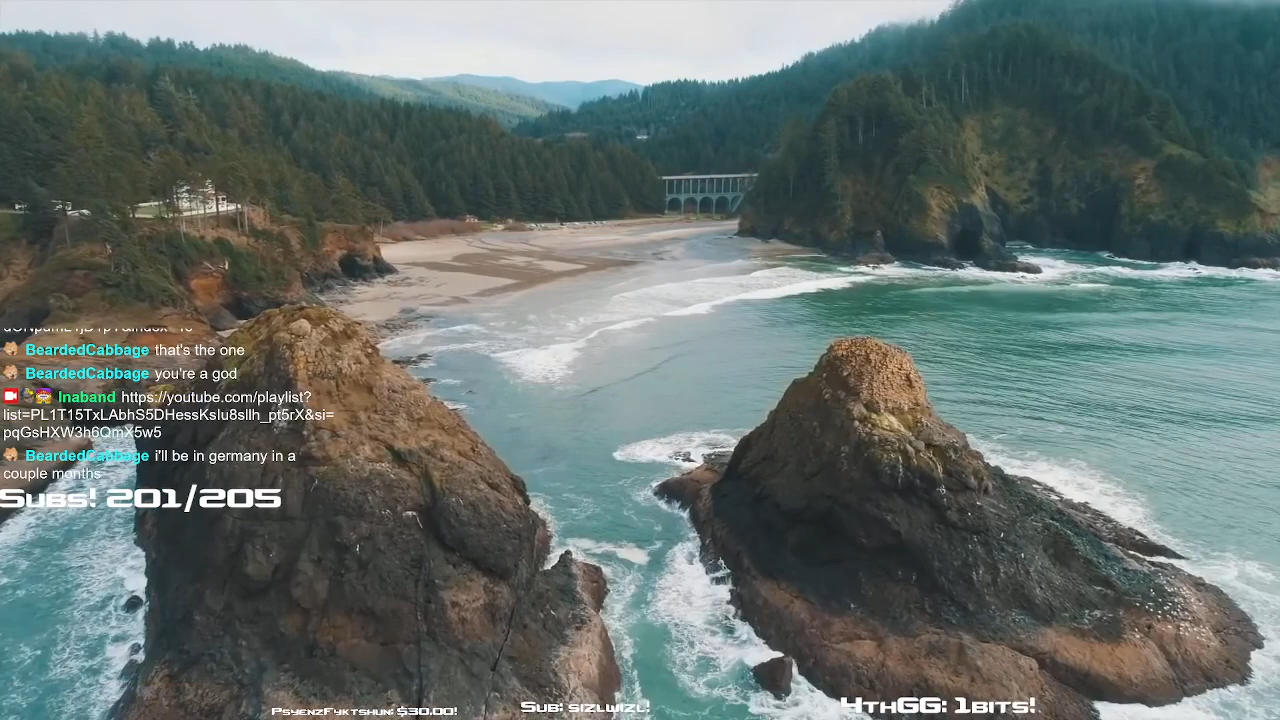 BeardedCabbage that's the one
BeardedCabbage you're a god
Inaband https://youtube.com/playlist?
list=PL1T15TxLAbhS5DHessKslu8slIh_pt5rX&si=
pqGsHXW3h6QmX5w5
BeardedCabbage i'll be in germany in a
couple months
Subs! 201/205
PsyenzFyktshun: $30.00!
Sub: sizlwizl!
4thGG: 1bits!